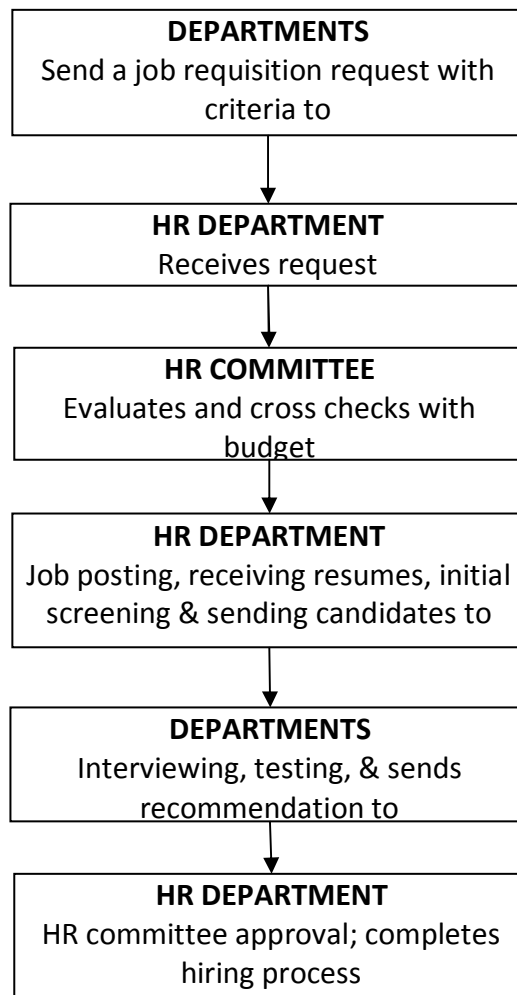 DEPARTMENTS
Send a job requisition request with
criteria to
HR DEPARTMENT
Receives request
HR COMMITTEE
Evaluates and cross checks with
budget
HR DEPARTMENT
Job posting, receiving resumes, initial
screening & sending candidates to
DEPARTMENTS
Interviewing, testing, & sends
recommendation to
HR DEPARTMENT
HR committee approval; completes
hiring process